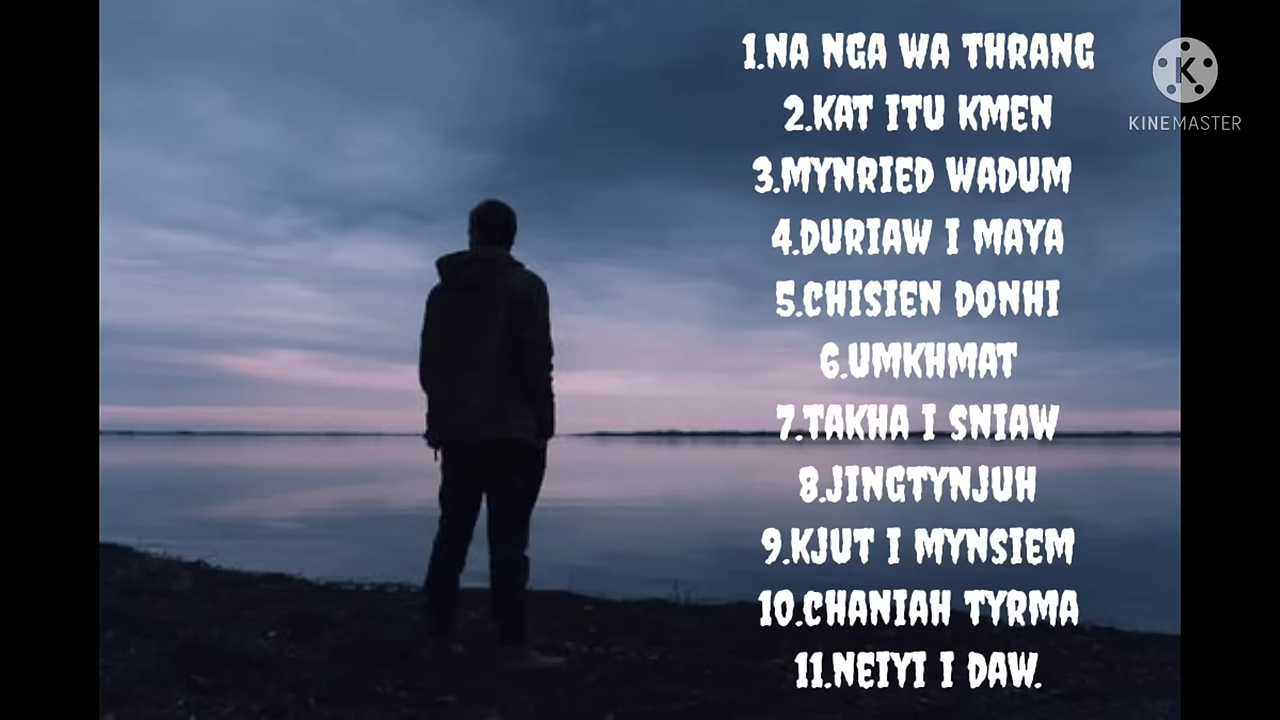 1.NA NGA WA THRANG
2.KAT ITU KMEN
3.MYNRIED WADUM
4.DURIAW I MAYA
5.CHISIEN DONHI
6.UMKHMAT
7.TAKHA I SNIAW
8.JINGTYNJUH
9.KJUT I MYNSIEM
10.CHANIAH TYRMA
11.NEIYI I DAW.
K
KINEMASTER